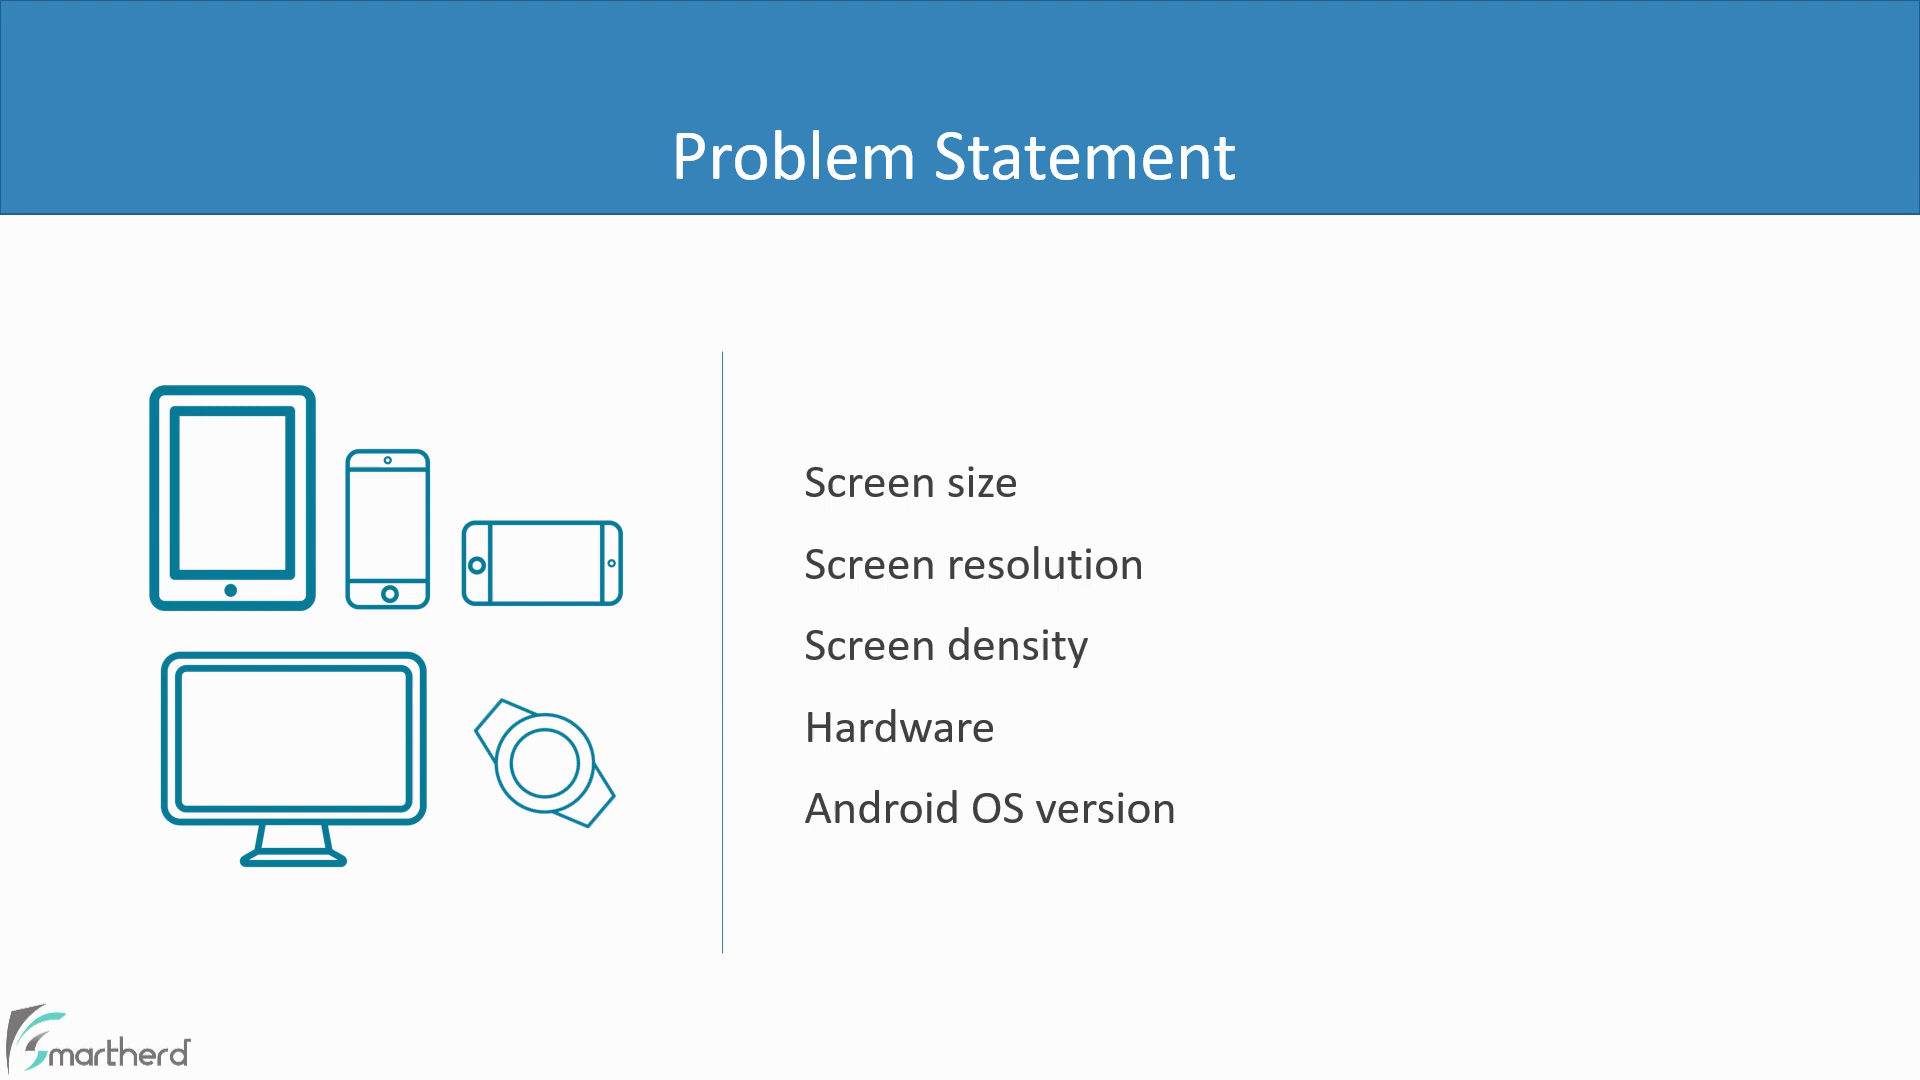 Problem Statement
Screen size
Screen resolution
Screen density
Hardware
Android OS version
Smartherd